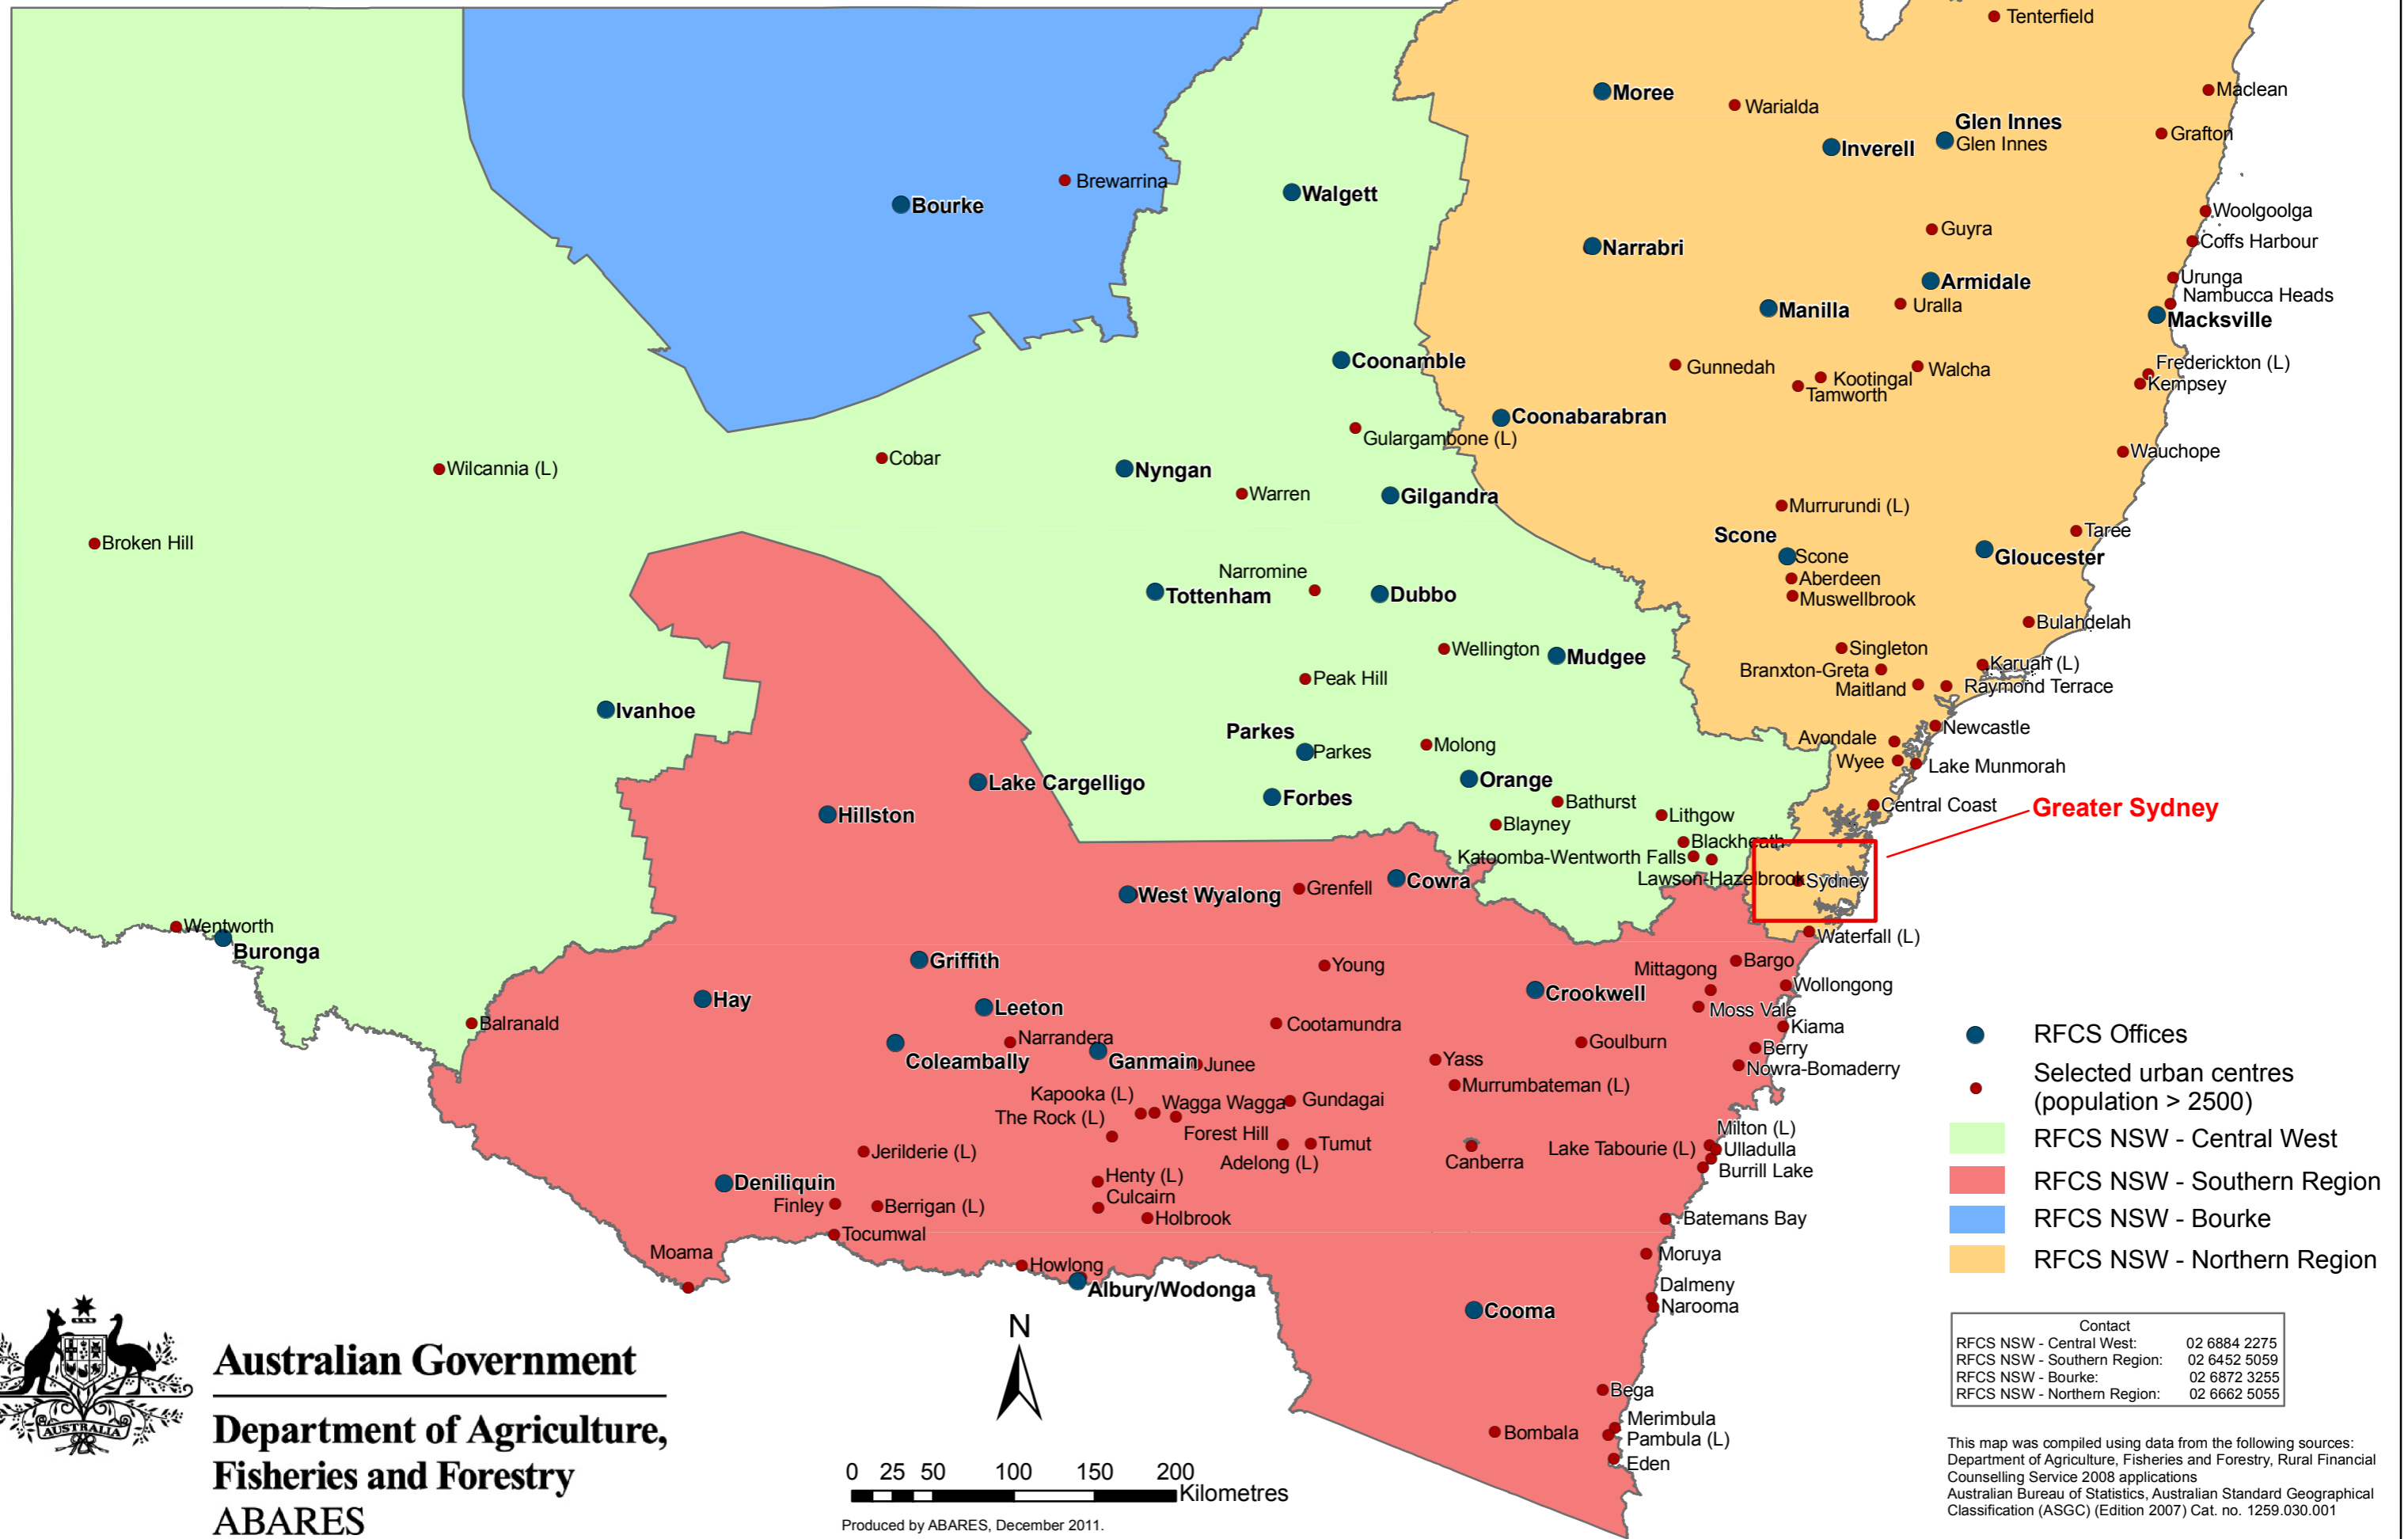 Tenterfield
Maclean
Moree
Warialda
Glen Innes
Glen Innes
Grafton
Inverell
Brewarrina
Bourke
Walgett
Woolgoolga
Guyra
Coffs Harbour
Narrabri
Urunga
Armidale
Nambucca Heads
Uralla
Manilla
Macksville
Coonamble
Gunnedah
Walcha
Frederickton (L)
Kootingal
Kempsey
Tamworth
Coonabarabran
Gulargambone (L)
Wauchope
Cobar
Wilcannia (L)
Nyngan
Warren
Gilgandra
Murrurundi (L)
Taree
Scone
Broken Hill
Scone
Gloucester
Narromine
Aberdeen
Tottenham
Dubbo
Muswellbrook
Bulahdelah
Wellington
Mudgee
Singleton
Karuah (L)
Branxton-Greta
Peak Hill
Maitland
Raymond Terrace
Ivanhoe
Newcastle
Parkes
Avondale
Parkes
Molong
Wyee
Lake Munmorah
Orange
Lake Cargelligo
Forbes
Bathurst
Central Coast
Greater Sydney
Hillston
Lithgow
Blayney
Blackheath
Katoomba-Wentworth Falls
Lawson-Hazelbrook
Sydney
Cowra
Grenfell
West Wyalong
Wentworth
Waterfall (L)
Buronga
Griffith
Young
Mittagong
Bargo
Wollongong
Crookwell
Hay
Leeton
Moss Vale
Balranald
Cootamundra
Kiama
RFCS Offices
Narrandera
Goulburn
Berry
Coleambally
Ganmain
Junee
Yass
Nowra-Bomaderry
Selected urban centres
(population > 2500)
Murrumbateman (L)
Kapooka (L)
Wagga Wagga
Gundagai
The Rock (L)
Forest Hill
Milton (L)
RFCS NSW - Central West
Jerilderie (L)
Tumut
Lake Tabourie (L)
Ulladulla
Adelong (L)
Canberra
Burrill Lake
Henty (L)
RFCS NSW - Southern Region
Deniliquin
Culcairn
Finley
Berrigan (L)
Holbrook
Batemans Bay
RFCS NSW - Bourke
Tocumwal
Moama
Moruya
RFCS NSW - Northern Region
Howlong
Albury/Wodonga
Dalmeny
Narooma
Cooma
N
Contact
RFCS NSW - Central West: 02 6884 2275
RFCS NSW - Southern Region: 02 6452 5059
RFCS NSW - Bourke: 02 6872 3255
RFCS NSW - Northern Region: 02 6662 5055
Australian Government
AUSTRALIA
Department of Agriculture,
Fisheries and Forestry
ABARES
Bega
Merimbula
Bombala
Pambula (L)
Eden
0 25 50 100 150 200
Kilometres
Produced by ABARES, December 2011.
This map was compiled using data from the following sources:
Department of Agriculture, Fisheries and Forestry, Rural Financial
Counselling Service 2008 applications
Australian Bureau of Statistics, Australian Standard Geographical
Classification (ASGC) (Edition 2007) Cat. no. 1259.030.001